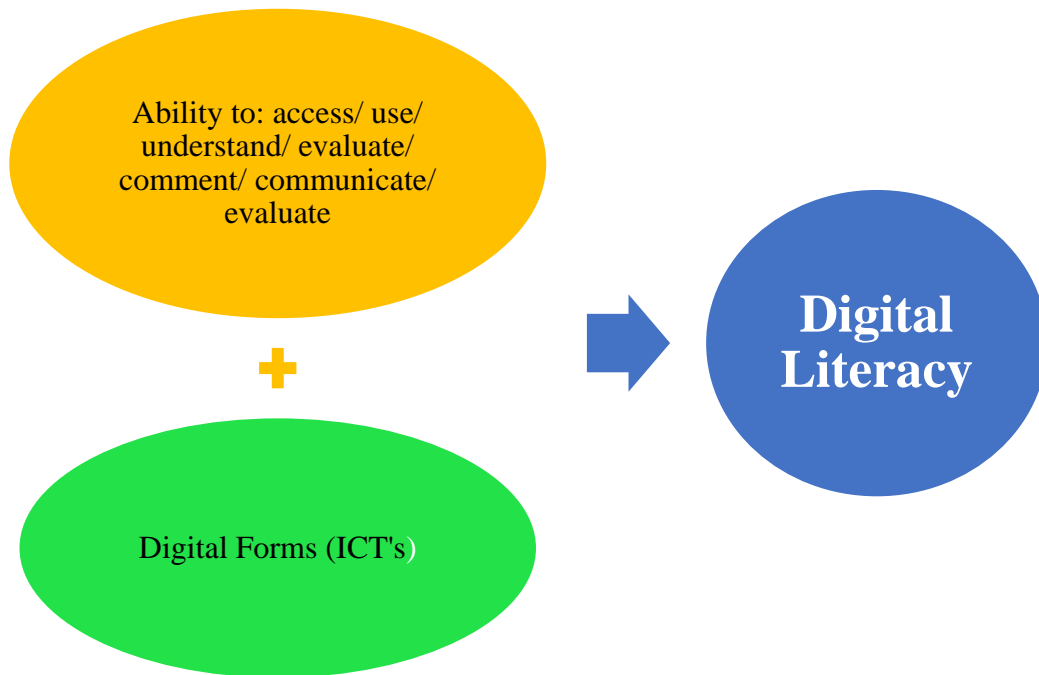 Ability to: access/ use/
understand/ evaluate/
comment/ communicate/
evaluate
Digital Forms (ICT's)
Digital
Literacy